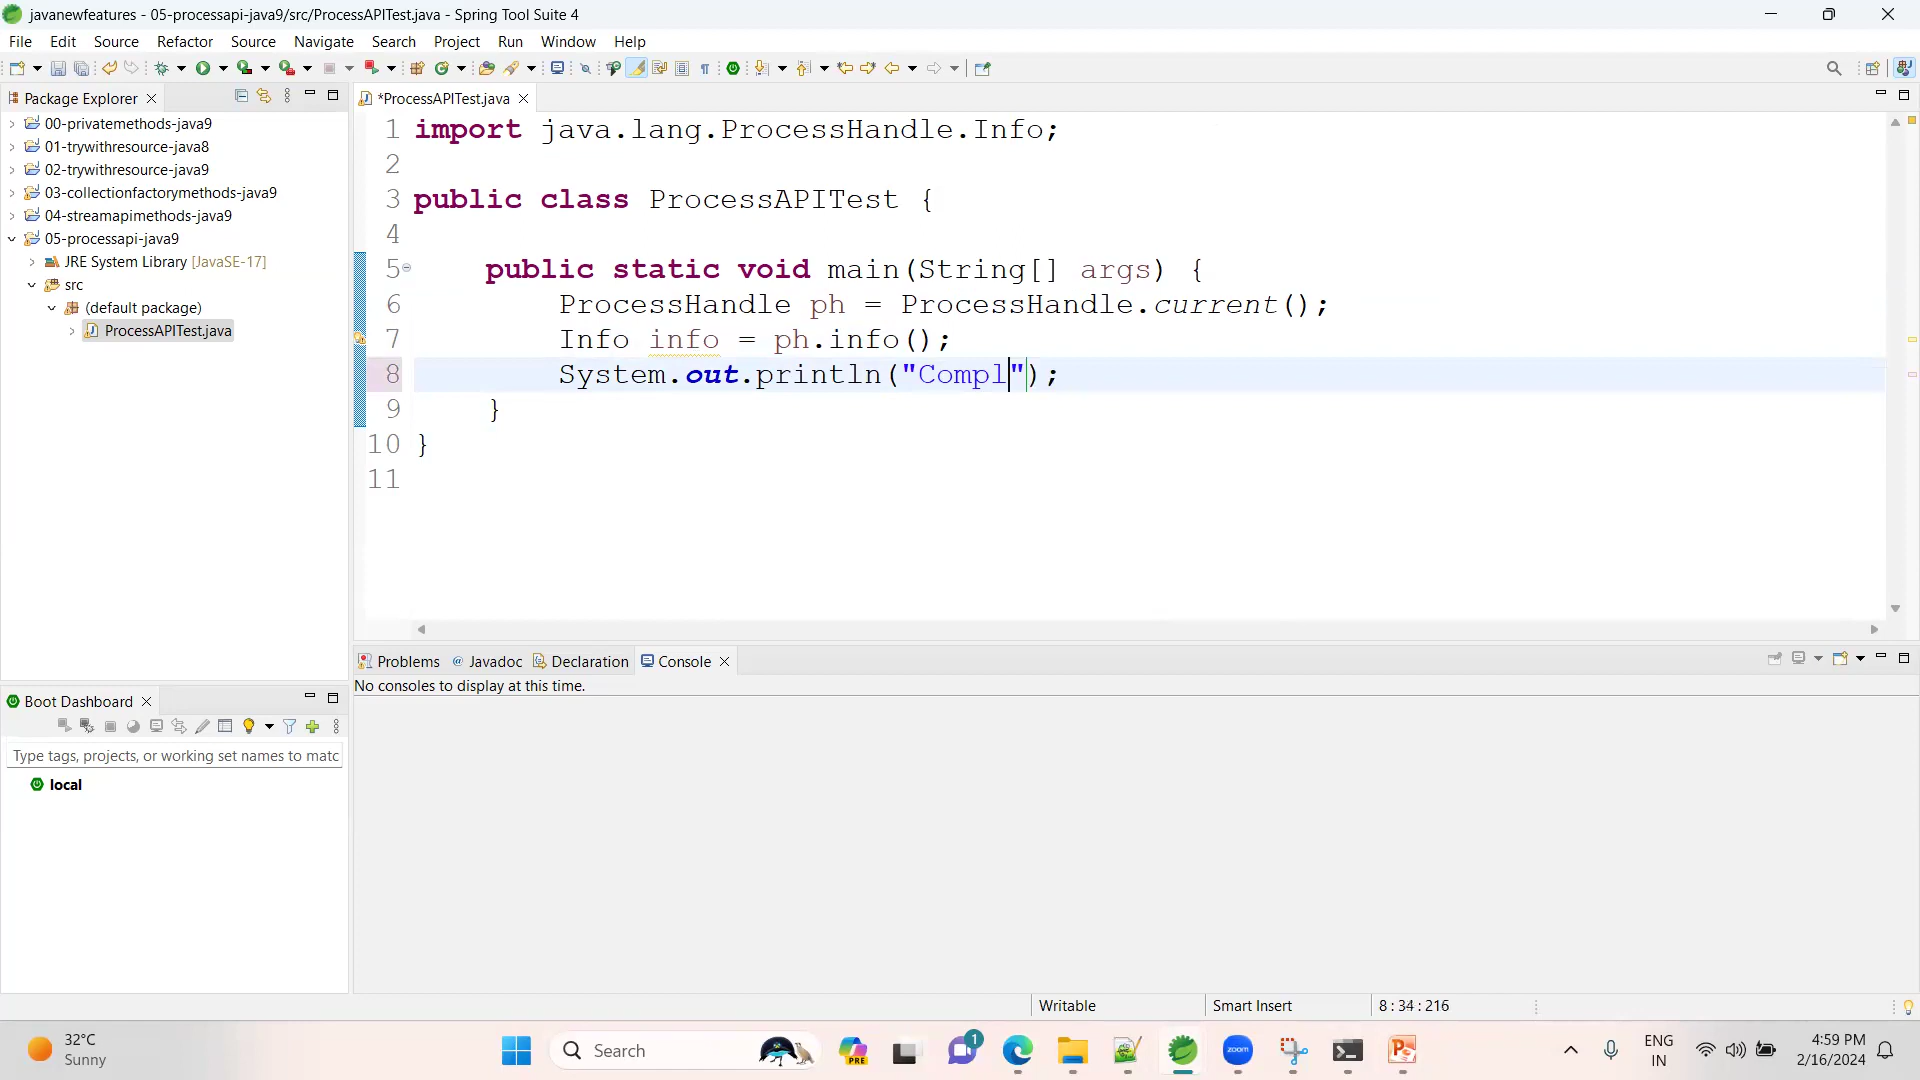 javanewfeatures - 05-processapi-java9/src/ProcessAPITest.java - Spring Tool Suite 4
File Edit Source Refactor Source Navigate Search Project Run Window Help
Package Explorer
00-privatemethods-java9
01-trywithresource-java8
02-trywithresource-java9
03-collectionfactorymethods-java9
04-streamapimethods-java9
05-processapi-java9
JRE System Library [JavaSE-17]
src
(default package)
ProcessAPITest.java
*ProcessAPITest.java
1 import java.lang.ProcessHandle.Info;
2
3 public class ProcessAPITest {
4
5 public static void main(String[] args) {
6 ProcessHandle ph = ProcessHandle.current();
7 Info info = ph.info();
8 System.out.println("Compl");
9 }
10 }
11
Problems Javadoc Declaration Console
No consoles to display at this time.
Boot Dashboard
Type tags, projects, or working set names to matc
local
Writable Smart Insert 8 : 34 : 216
32°C
Sunny
Search
PRE
1
zoom
ENG
IN
4:59 PM
2/16/2024